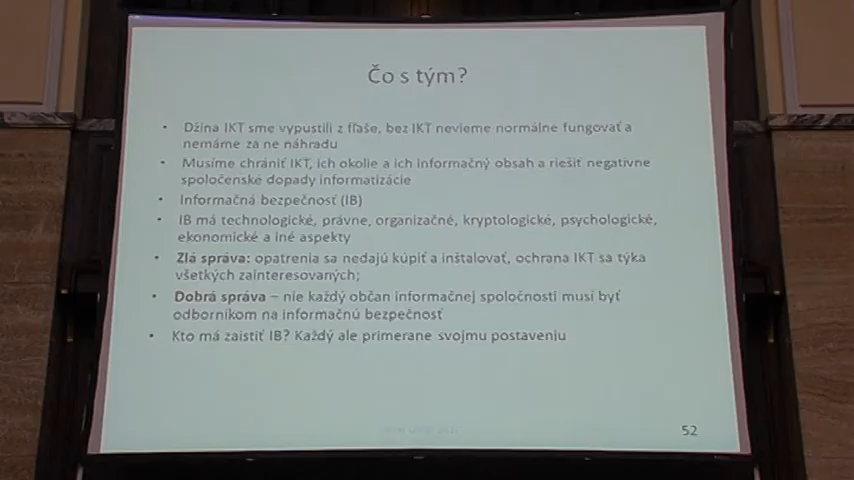 Čo s tým?
• Džina IKT sme vypustili z fľaše, bez IKT nevieme normálne fungovať a
nemáme za ne náhradu
• Musíme chrániť IKT, ich okolie a ich informačný obsah a riešiť negatívne
spoločenské dopady informatizácie
• Informačná bezpečnosť (IB)
• IB má technologické, právne, organizačné, kryptologické, psychologické,
ekonomické a iné aspekty
• Zlá správa: opatrenia sa nedajú kúpiť a inštalovať, ochrana IKT sa týka
všetkých zainteresovaných;
• Dobrá správa – nie každý občan informačnej spoločnosti musí byť
odborníkom na informačnú bezpečnosť
• Kto má zaistiť IB? Každý ale primerane svojmu postaveniu
52